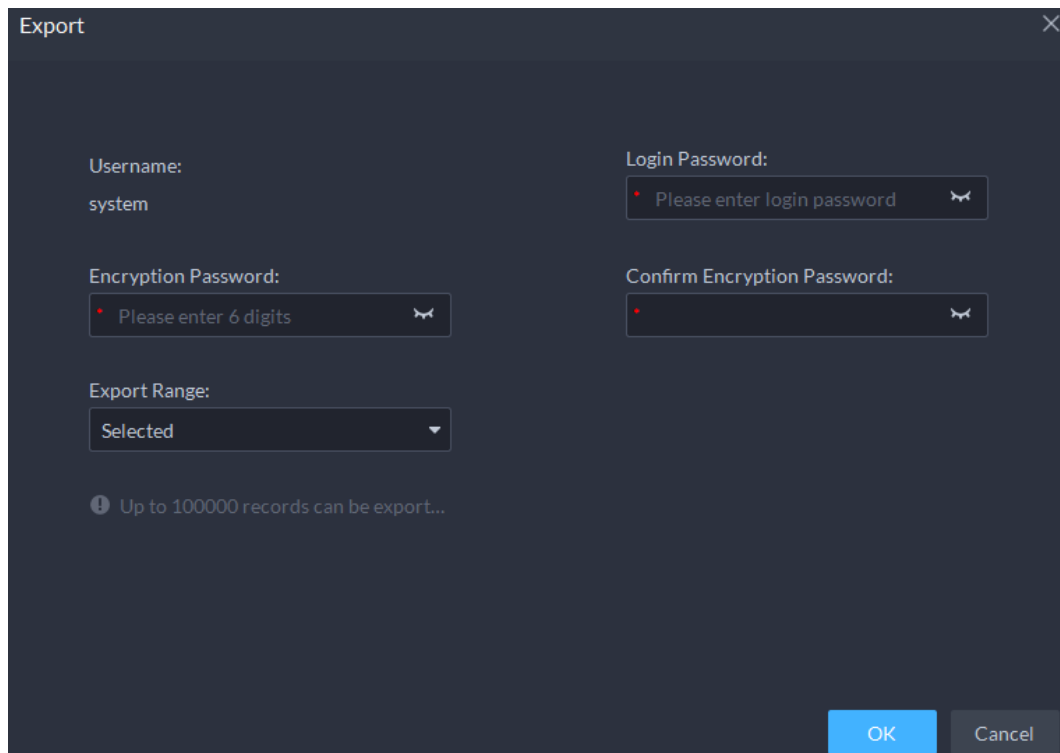 Export
Username:
system
Login Password:
* Please enter login password
Encryption Password:
* Please enter 6 digits
Confirm Encryption Password:
*
Export Range:
Selected
Up to 100000 records can be export...
OK
Cancel